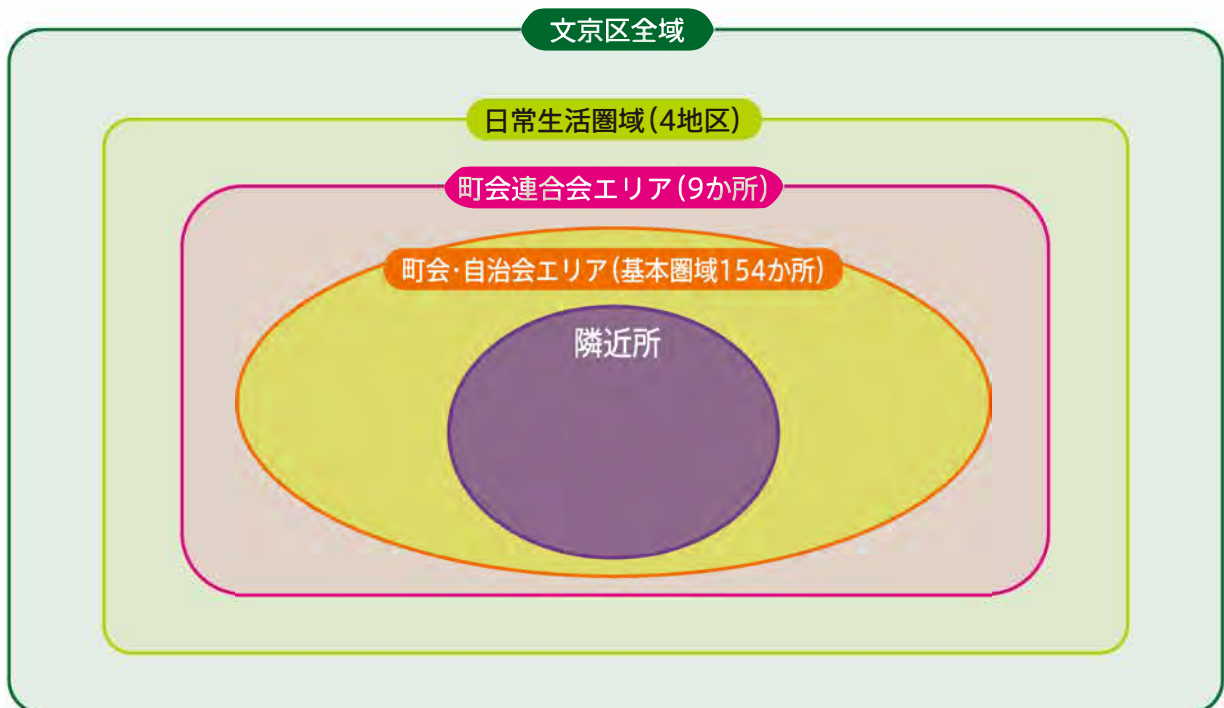 文京区全域
日常生活圏域(4地区)
町会連合会エリア(9か所)
町会・自治会エリア(基本圏域154か所)
隣近所